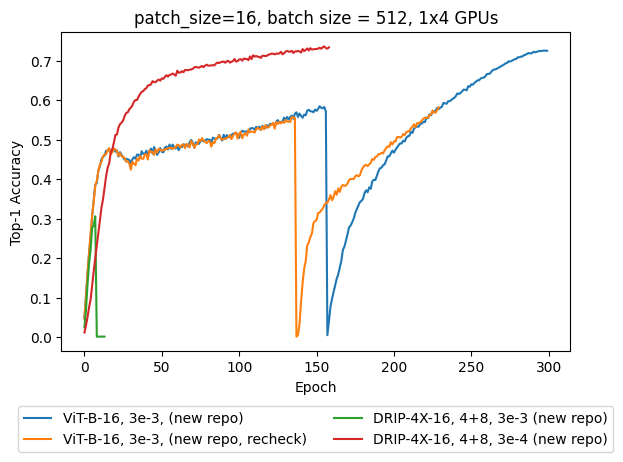 patch_size=16, batch size = 512, 1x4 GPUs
Top-1 Accuracy
0.7
0.6
0.5
0.4
0.3
0.2
0.1
0.0
0 50 100 150 200 250 300
Epoch
ViT-B-16, 3e-3, (new repo)
ViT-B-16, 3e-3, (new repo, recheck)
DRIP-4X-16, 4+8, 3e-3 (new repo)
DRIP-4X-16, 4+8, 3e-4 (new repo)